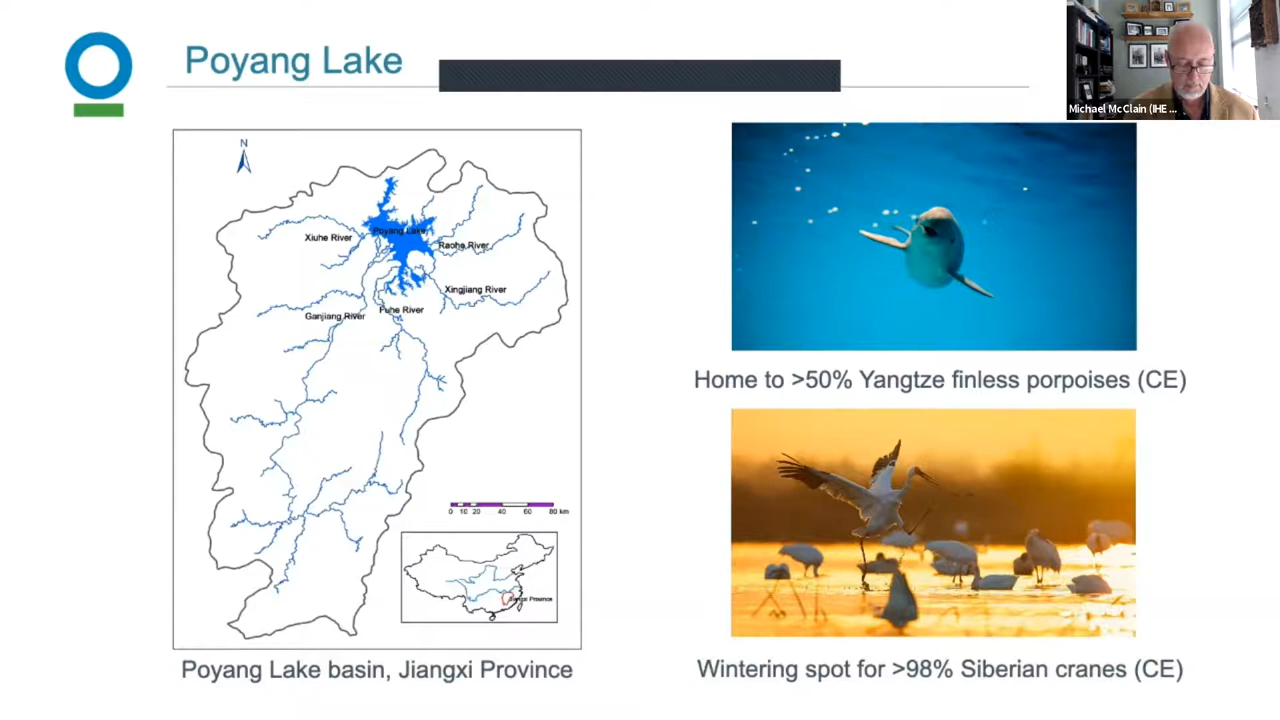 Poyang Lake
Michael McClain (IHE ...
N
Xiuhe River
Poyang Lake
Raohe River
Xingjiang River
Ganjiang River
Fuhe River
0 10 20 40 60 80 km
Jiangxi Province
Poyang Lake basin, Jiangxi Province
Home to >50% Yangtze finless porpoises (CE)
Wintering spot for >98% Siberian cranes (CE)